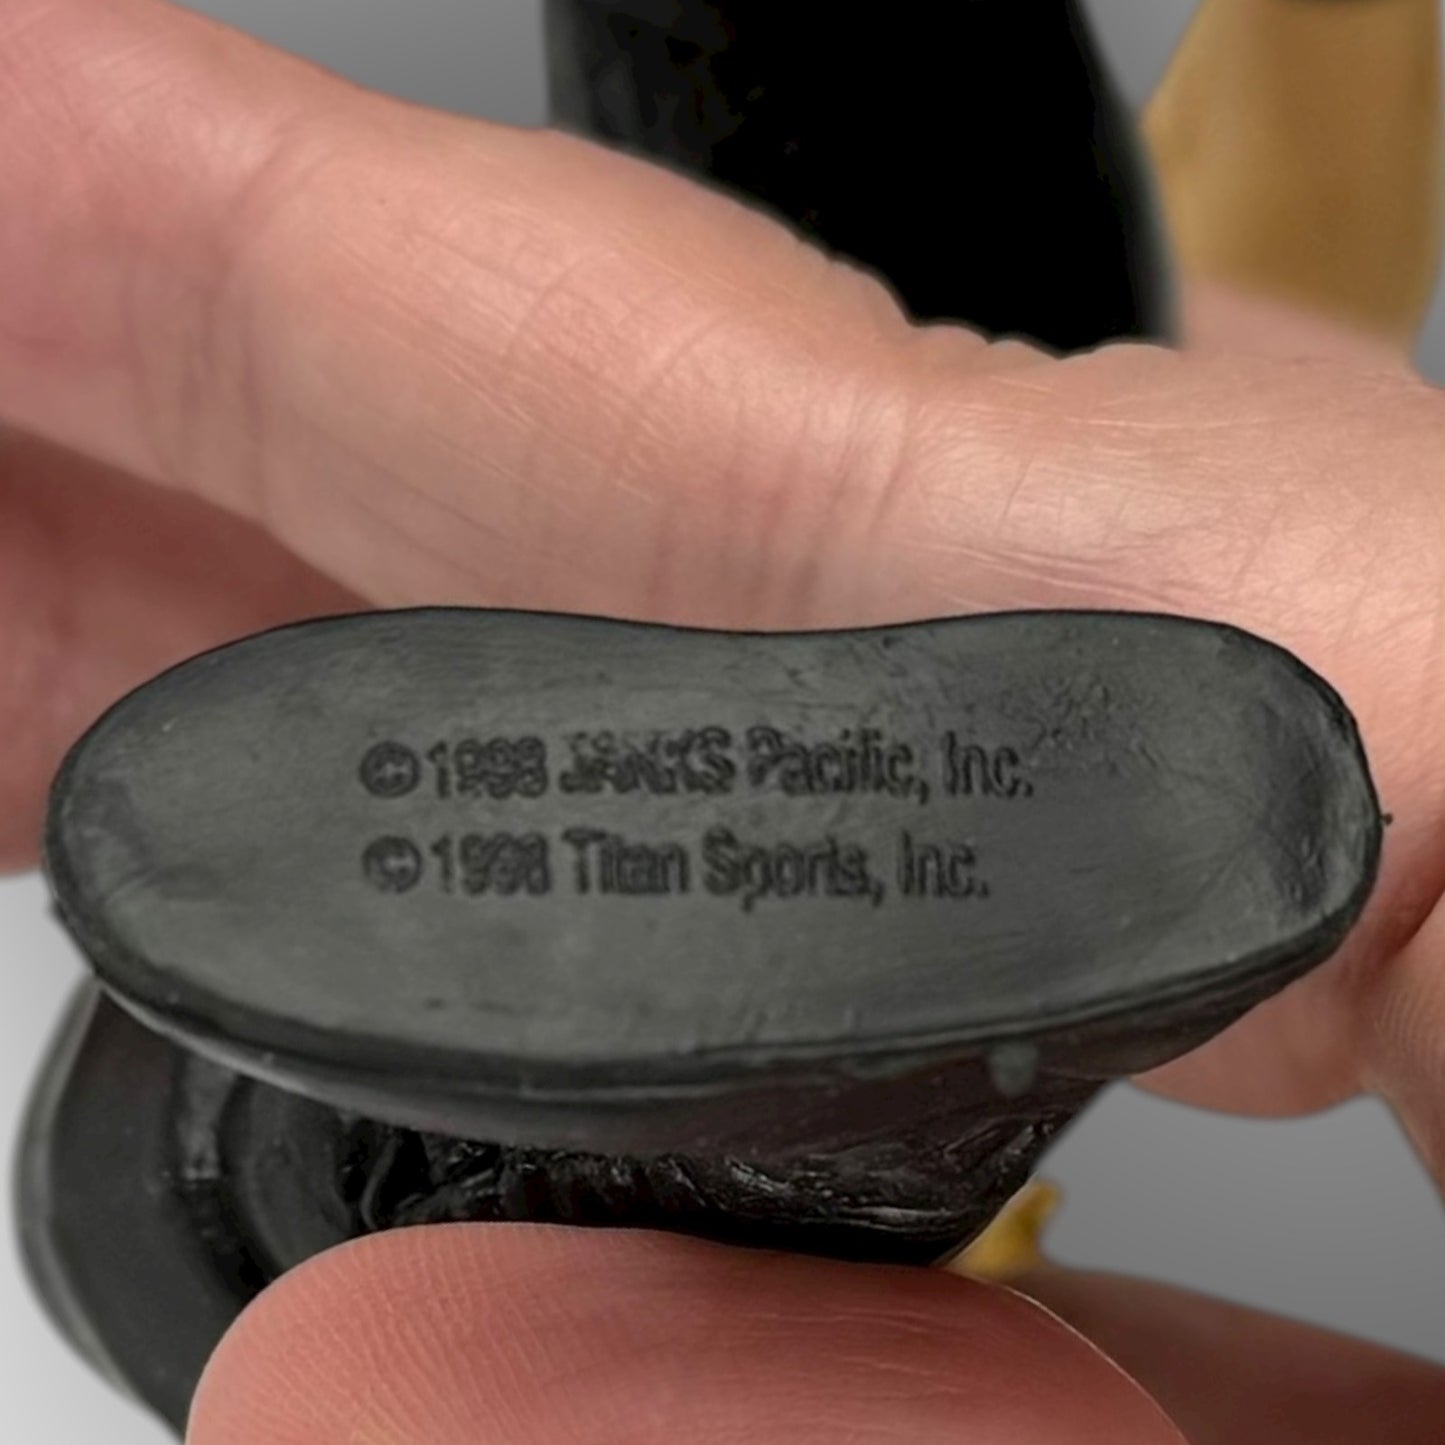 ©1998 JAKKS Pacific, Inc.
©1998 Titan Sports, Inc.